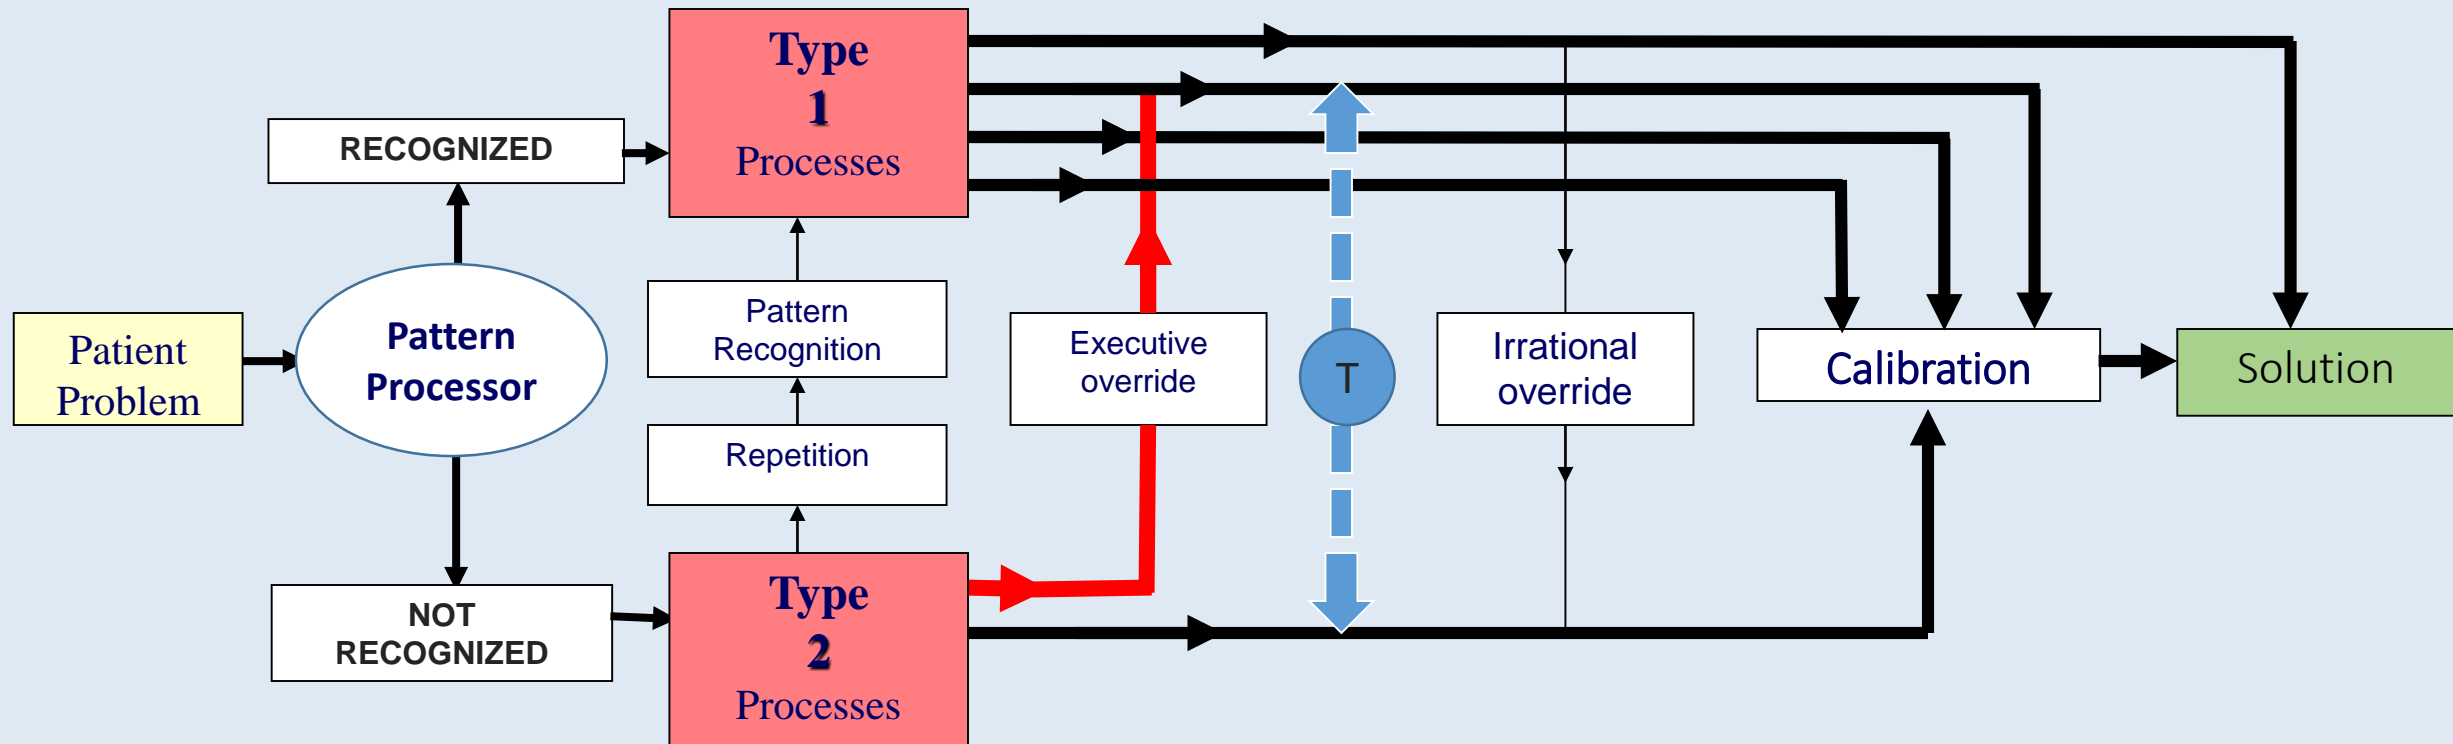 Type
1
Processes
RECOGNIZED
Patient
Problem
Pattern
Processor
Pattern
Recognition
Repetition
Executive
override
T
Irrational
override
Calibration
Solution
NOT
RECOGNIZED
Type
2
Processes